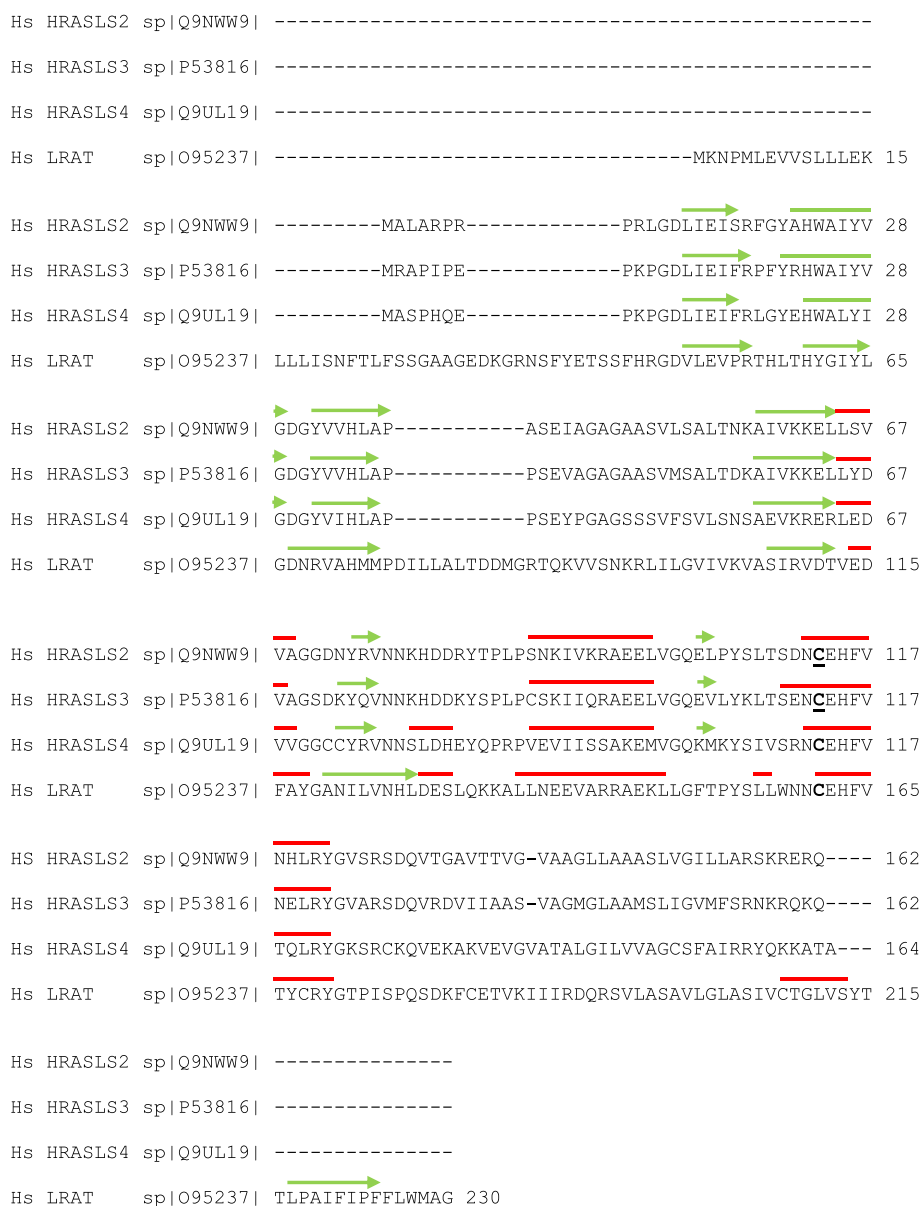 Hs HRASLS2 sp|Q9NWW9| --------------------------------------------------
Hs HRASLS3 sp|P53816| --------------------------------------------------
Hs HRASLS4 sp|Q9UL19| --------------------------------------------------
Hs LRAT    sp|O95237| -----------------------------------MKNPMLEVVSLLLEK 15
Hs HRASLS2 sp|Q9NWW9| ---------MALARPR-------------PRLGDLIEISRFGYAHWAIYV 28
Hs HRASLS3 sp|P53816| ---------MRAPIPE-------------PKPGDLIEIFRPFYRHWAIYV 28
Hs HRASLS4 sp|Q9UL19| ---------MASPHQE-------------PKPGDLIEIFRLGYEHWALYI 28
Hs LRAT    sp|O95237| LLLISNFTLFSSGAAGEDKGRNSFYETSSFHRGDVLEVPRTHLTHYGIYL 65
Hs HRASLS2 sp|Q9NWW9| GDGYVVHLAP-----------ASEIAGAGAASVLSALTNKAIVKKELLSV 67
Hs HRASLS3 sp|P53816| GDGYVVHLAP-----------PSEVAGAGAASVMSALTDKAIVKKELLYD 67
Hs HRASLS4 sp|Q9UL19| GDGYVIHLAP-----------PSEYPGAGSSSVFSVLSNSAEVKRERLED 67
Hs LRAT    sp|O95237| GDNRVAHMMPDILLALTDDMGRTQKVVSNKRLILGVIVKVASIRVDTVED 115
Hs HRASLS2 sp|Q9NWW9| VAGGDNYRVNNKHDDRYTPLPSNKIVKRAEELVGQELPYSLTSDNCEHFV 117
Hs HRASLS3 sp|P53816| VAGSDKYQVNNKHDDKYSPLPCSKIIQRAEELVGQEVLYKLTSENCEHFV 117
Hs HRASLS4 sp|Q9UL19| VVGGCCYRVNNSLDHEYQPRPVEVIISSAKEMVGQKMKYSIVSRNCEHFV 117
Hs LRAT    sp|O95237| FAYGANILVNHLDESLQKKALLNEEVARRAEKLLGFTPYSLLWNNCEHFV 165
HS HRASLS2 sp|Q9NWW9| NHLRYGVSRSDQVTGAVTTVG-VAAGLLAAASLVGILLARSKRERQ---- 162
Hs HRASLS3 sp|P53816| NELRYGVARSDQVRDVIIAAS-VAGMGLAAMSLIGVMFSRNKRQKQ---- 162
Hs HRASLS4 sp|Q9UL19| TQLRYGKSRCKQVEKAKVEVGVATALGILVVAGCSFAIRRYQKKATA--- 164
Hs LRAT    sp|O95237| TYCRYGTPISPQSDKFCETVKIIIRDQRSVLASAVLGLASIVCTGLVSYT 215
Hs HRASLS2 sp|Q9NWW9| ---------------
Hs HRASLS3 sp|P53816| ---------------
Hs HRASLS4 sp|Q9UL19| ---------------
Hs LRAT    sp|O95237| TLPAIFIPFFLWMAG 230